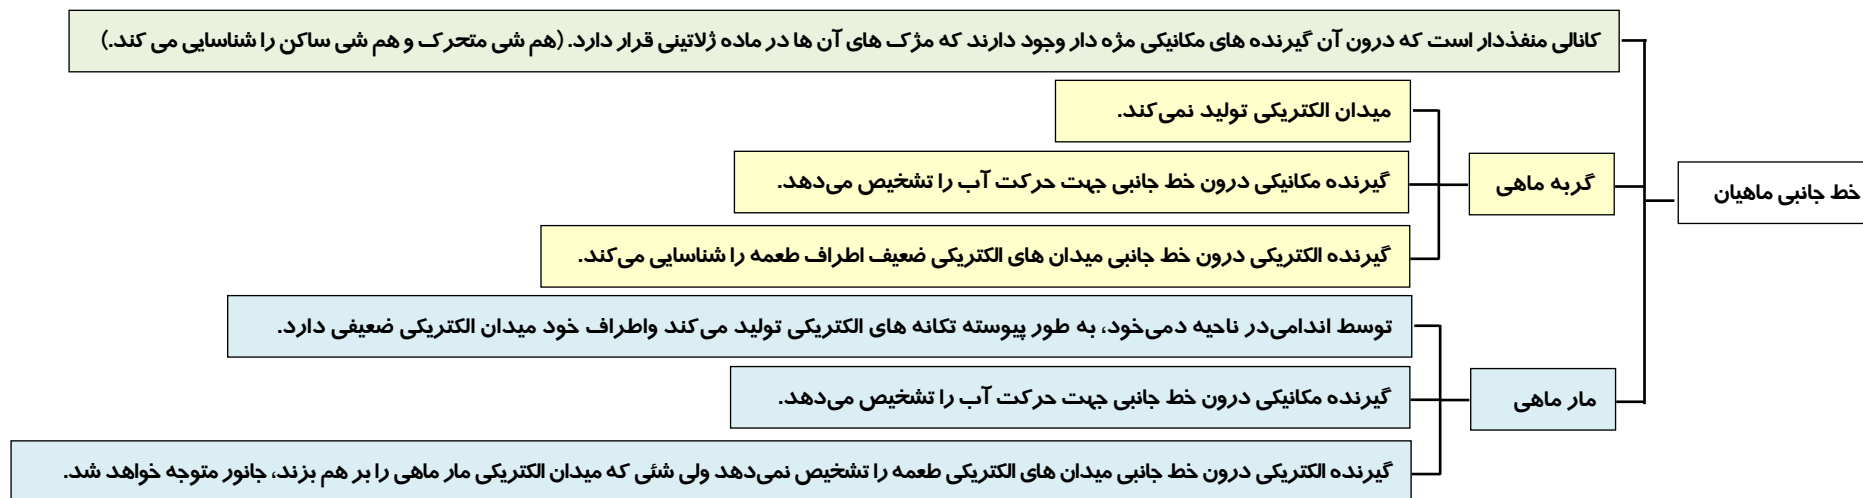 خط جانبی ماهیان
کانالی منفذدار است که درون آن گیرنده های مکانیکی مژه دار وجود دارند که مژک های آن ها در ماده ژلاتینی قرار دارد. (هم شی متحرک و هم شی ساکن را شناسایی می کند.)
گربه ماهی
میدان الکتریکی تولید نمی‌کند.
گیرنده مکانیکی درون خط جانبی جهت حرکت آب را تشخیص می‌دهد.
گیرنده الکتریکی درون خط جانبی میدان های الکتریکی ضعیف اطراف طعمه را شناسایی می‌کند.
مار ماهی
توسط اندامی‌در ناحیه دمی‌خود، به طور پیوسته تکانه های الکتریکی تولید می‌کند واطراف خود میدان الکتریکی ضعیفی دارد.
گیرنده مکانیکی درون خط جانبی جهت حرکت آب را تشخیص می‌دهد.
گیرنده الکتریکی درون خط جانبی میدان های الکتریکی طعمه را تشخیص نمی‌دهد ولی شئی که میدان الکتریکی مار ماهی را بر هم بزند، جانور متوجه خواهد شد.